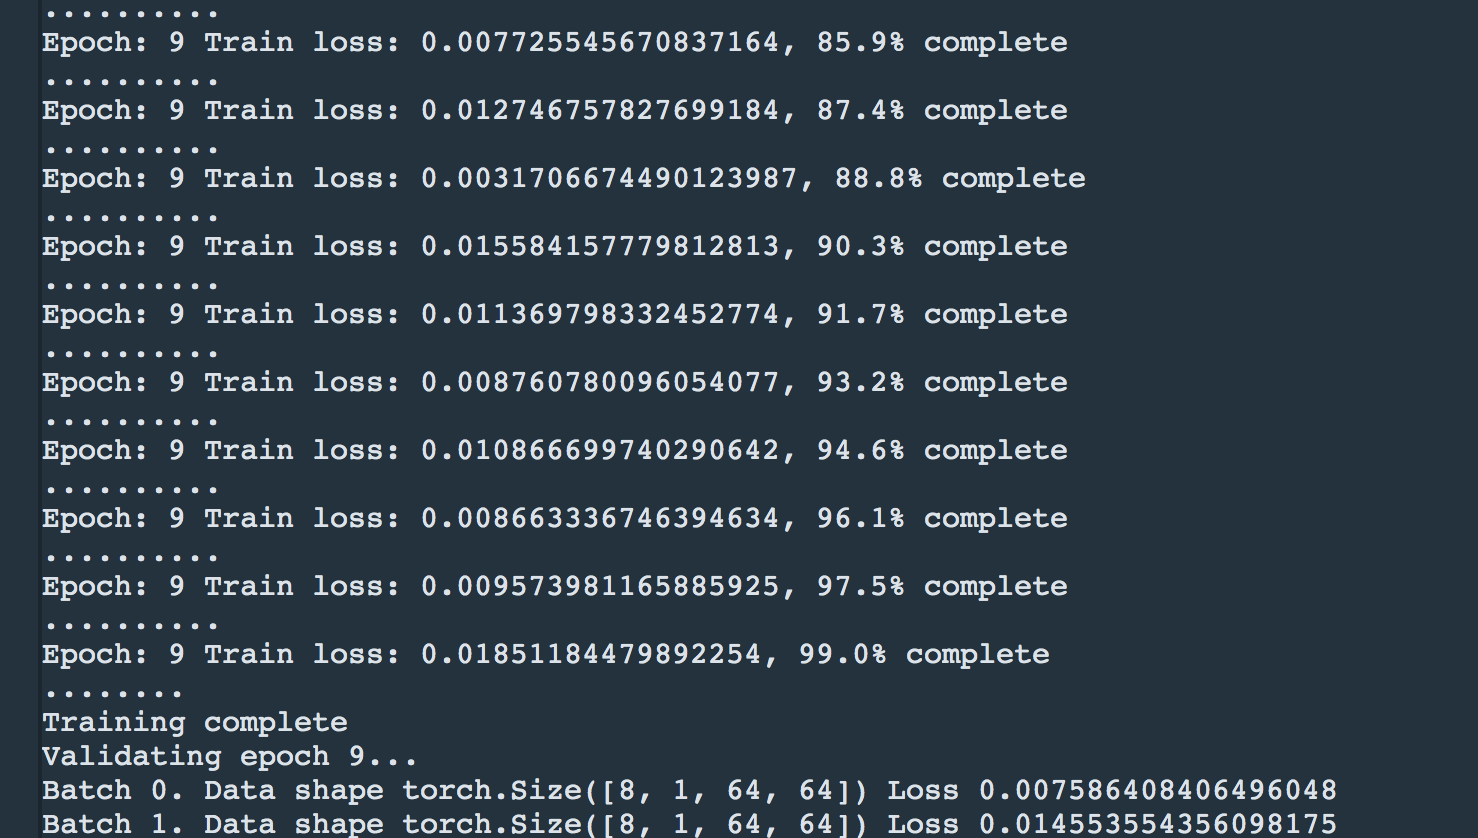 ..........
Epoch: 9 Train loss: 0.007725545670837164, 85.9% complete
..........
Epoch: 9 Train loss: 0.012746757827699184, 87.4% complete
..........
Epoch: 9 Train loss: 0.0031706674490123987, 88.8% complete
..........
Epoch: 9 Train loss: 0.015584157779812813, 90.3% complete
..........
Epoch: 9 Train loss: 0.011369798332452774, 91.7% complete
..........
Epoch: 9 Train loss: 0.008760780096054077, 93.2% complete
..........
Epoch: 9 Train loss: 0.010866699740290642, 94.6% complete
..........
Epoch: 9 Train loss: 0.008663336746394634, 96.1% complete
..........
Epoch: 9 Train loss: 0.009573981165885925, 97.5% complete
..........
Epoch: 9 Train loss: 0.01851184479892254, 99.0% complete
........
Training complete
Validating epoch 9...
Batch 0. Data shape torch.Size([8, 1, 64, 64]) Loss 0.007586408406496048
Batch 1. Data shape torch.Size([8, 1, 64, 64]) Loss 0.014553554356098175